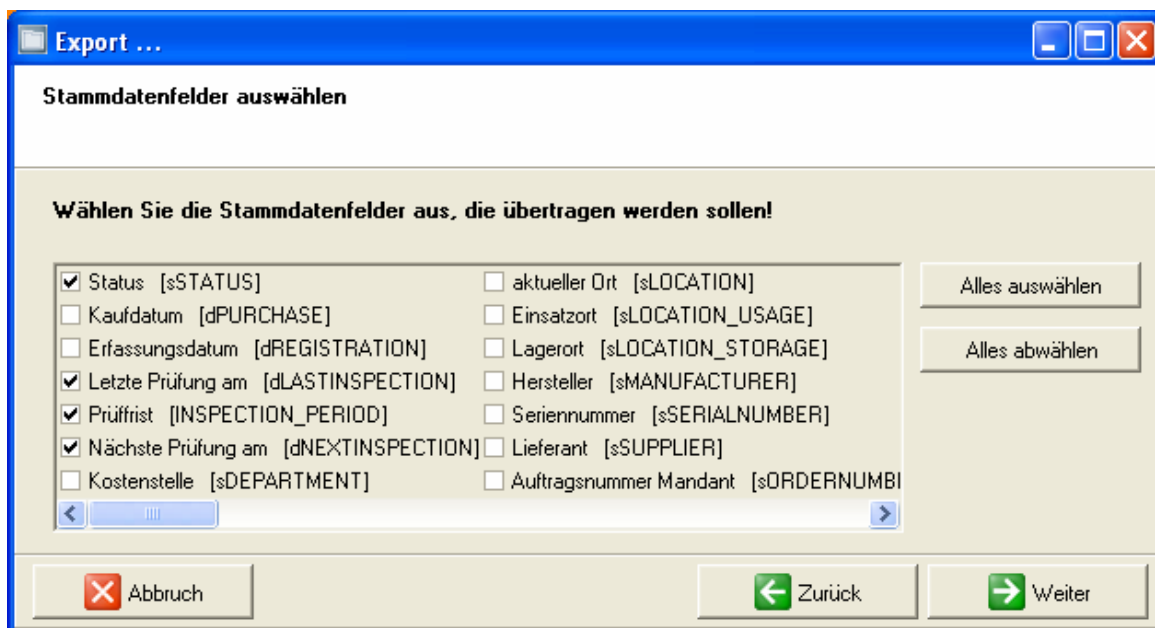 Export ...
Stammdatenfelder auswählen
Wählen Sie die Stammdatenfelder aus, die übertragen werden sollen!
Status [sSTATUS]
Kaufdatum [dPURCHASE]
Erfassungsdatum [dREGISTRATION]
Letzte Prüfung am [dLASTINSPECTION]
Prüffrist [INSPECTION_PERIOD]
Nächste Prüfung am [dNEXTINSPECTION]
Kostenstelle [sDEPARTMENT]
aktueller Ort [sLOCATION]
Einsatzort [sLOCATION_USAGE]
Lagerort [sLOCATION_STORAGE]
Hersteller [sMANUFACTURER]
Seriennummer [sSERIALNUMBER]
Lieferant [sSUPPLIER]
Auftragsnummer Mandant [sORDERNUMB
Alles auswählen
Alles abwählen
Abbruch
Zurück
Weiter